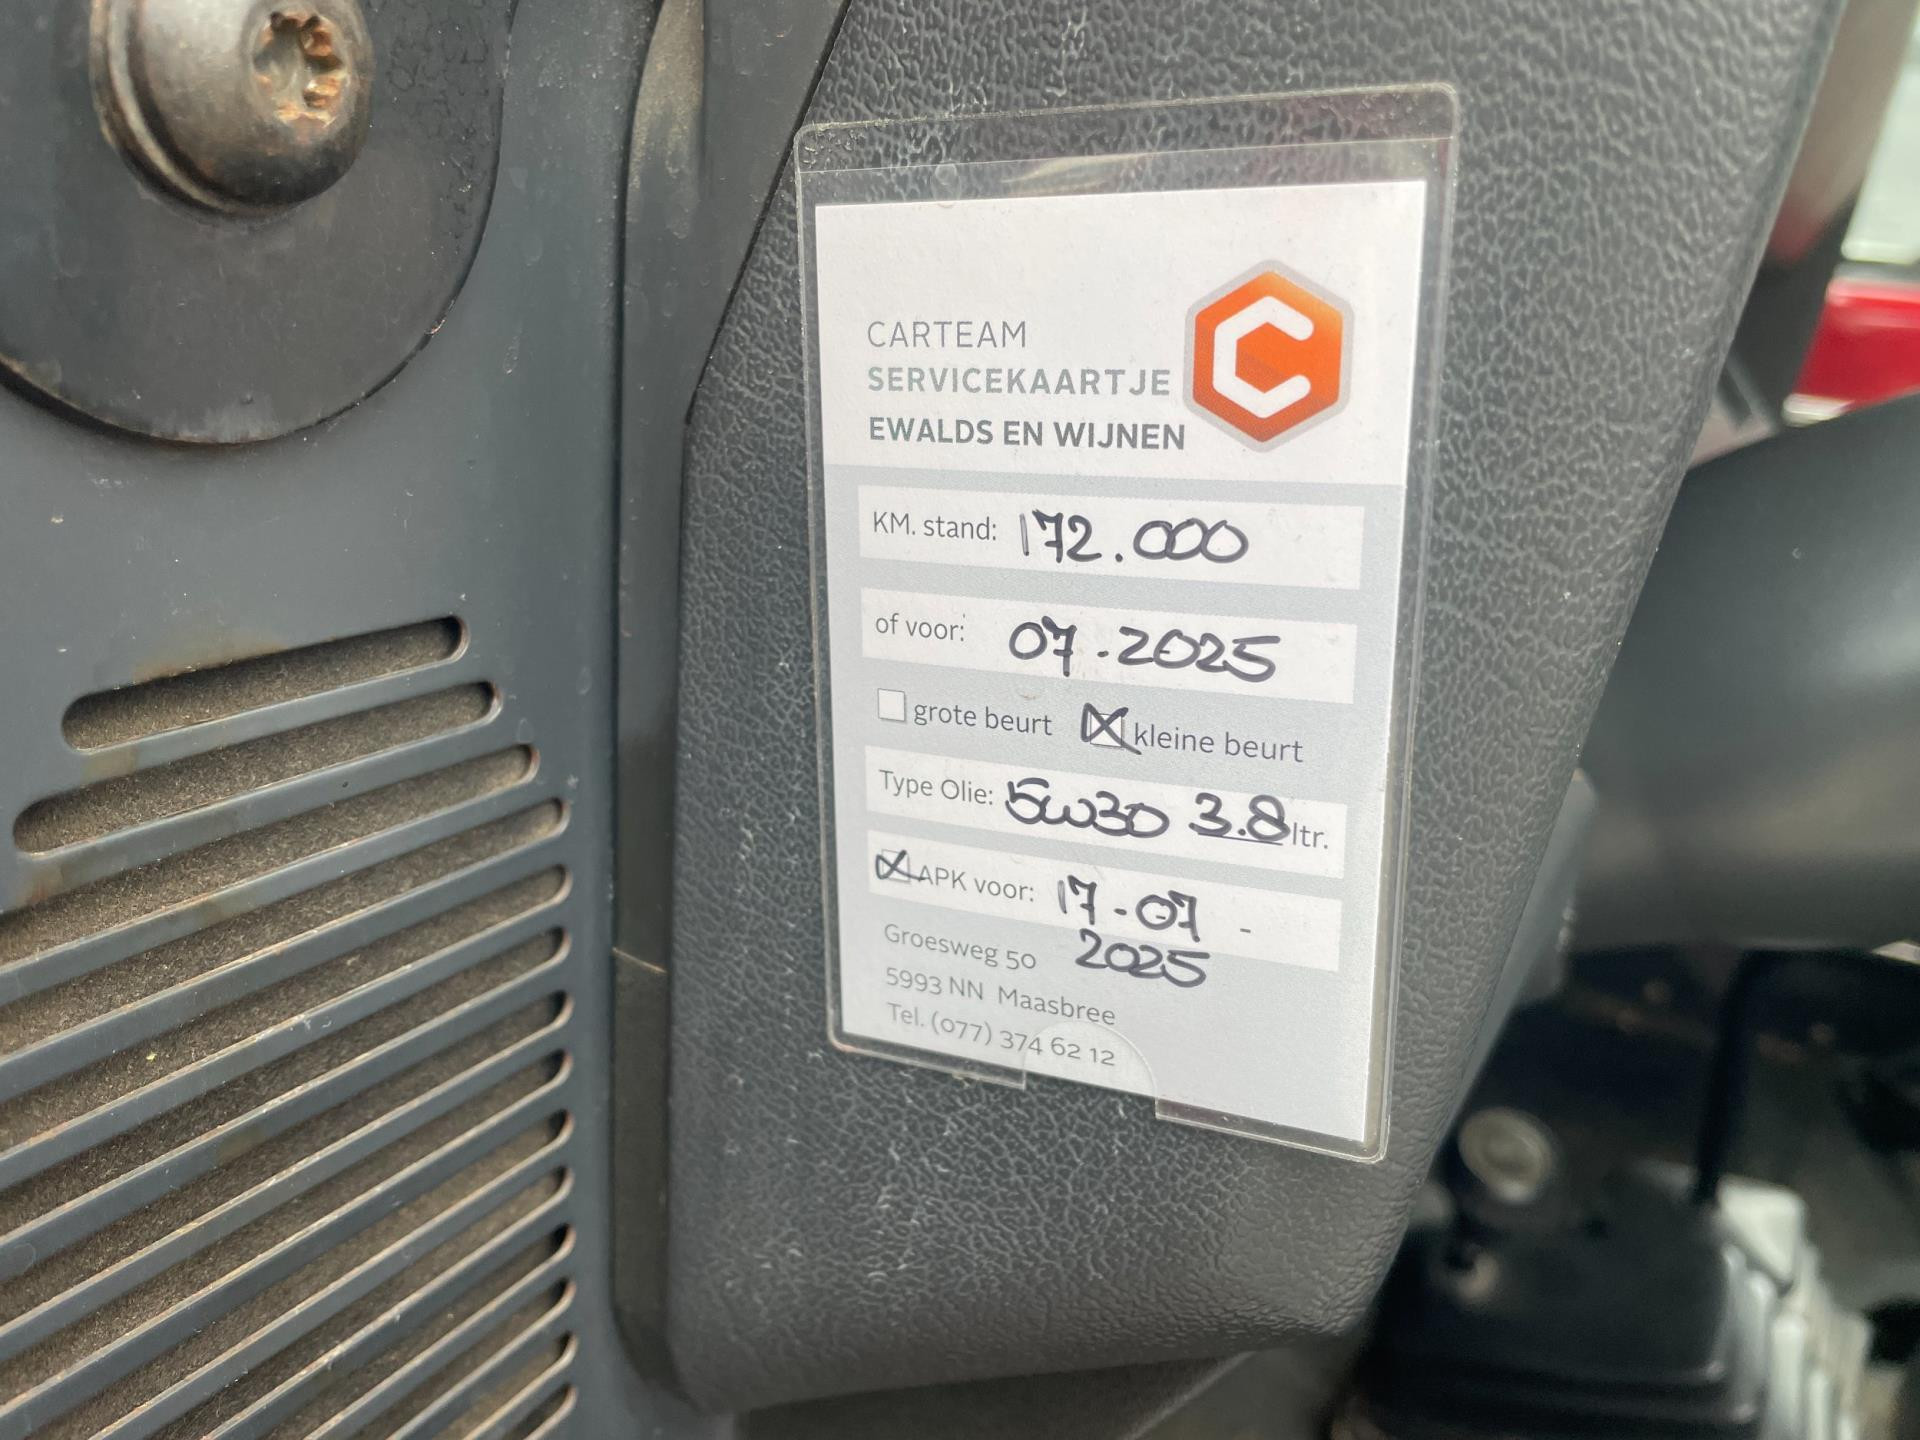 CARTEAM
SERVICEKAARTJE
EWALDS EN WIJNEN
KM. stand: 172.000
of voor: 07-2025
grote beurt kleine beurt
Type Olie: 5W30 3.8 ltr.
APK voor: 17-07-
2025
Groesweg 50
5993 NN Maasbree
Tel. (077) 374 62 12